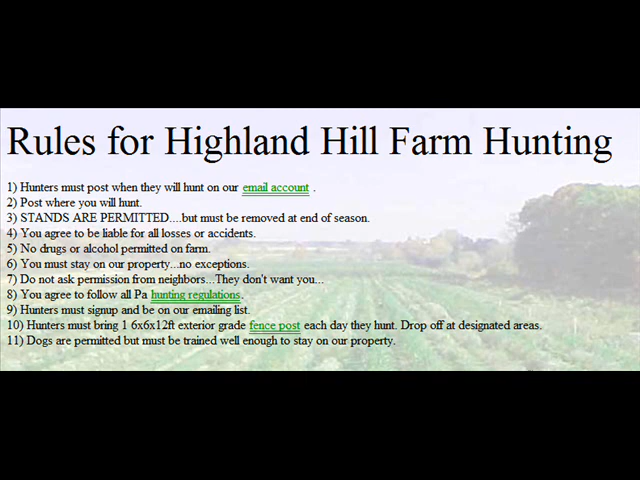 Rules for Highland Hill Farm Hunting
1) Hunters must post when they will hunt on our email account .
2) Post where you will hunt.
3) STANDS ARE PERMITTED....but must be removed at end of season.
4) You agree to be liable for all losses or accidents.
5) No drugs or alcohol permitted on farm.
6) You must stay on our property...no exceptions.
7) Do not ask permission from neighbors...They don't want you...
8) You agree to follow all Pa hunting regulations.
9) Hunters must signup and be on our emailing list.
10) Hunters must bring 1 6x6x12ft exterior grade fence post each day they hunt. Drop off at designated areas.
11) Dogs are permitted but must be trained well enough to stay on our property.